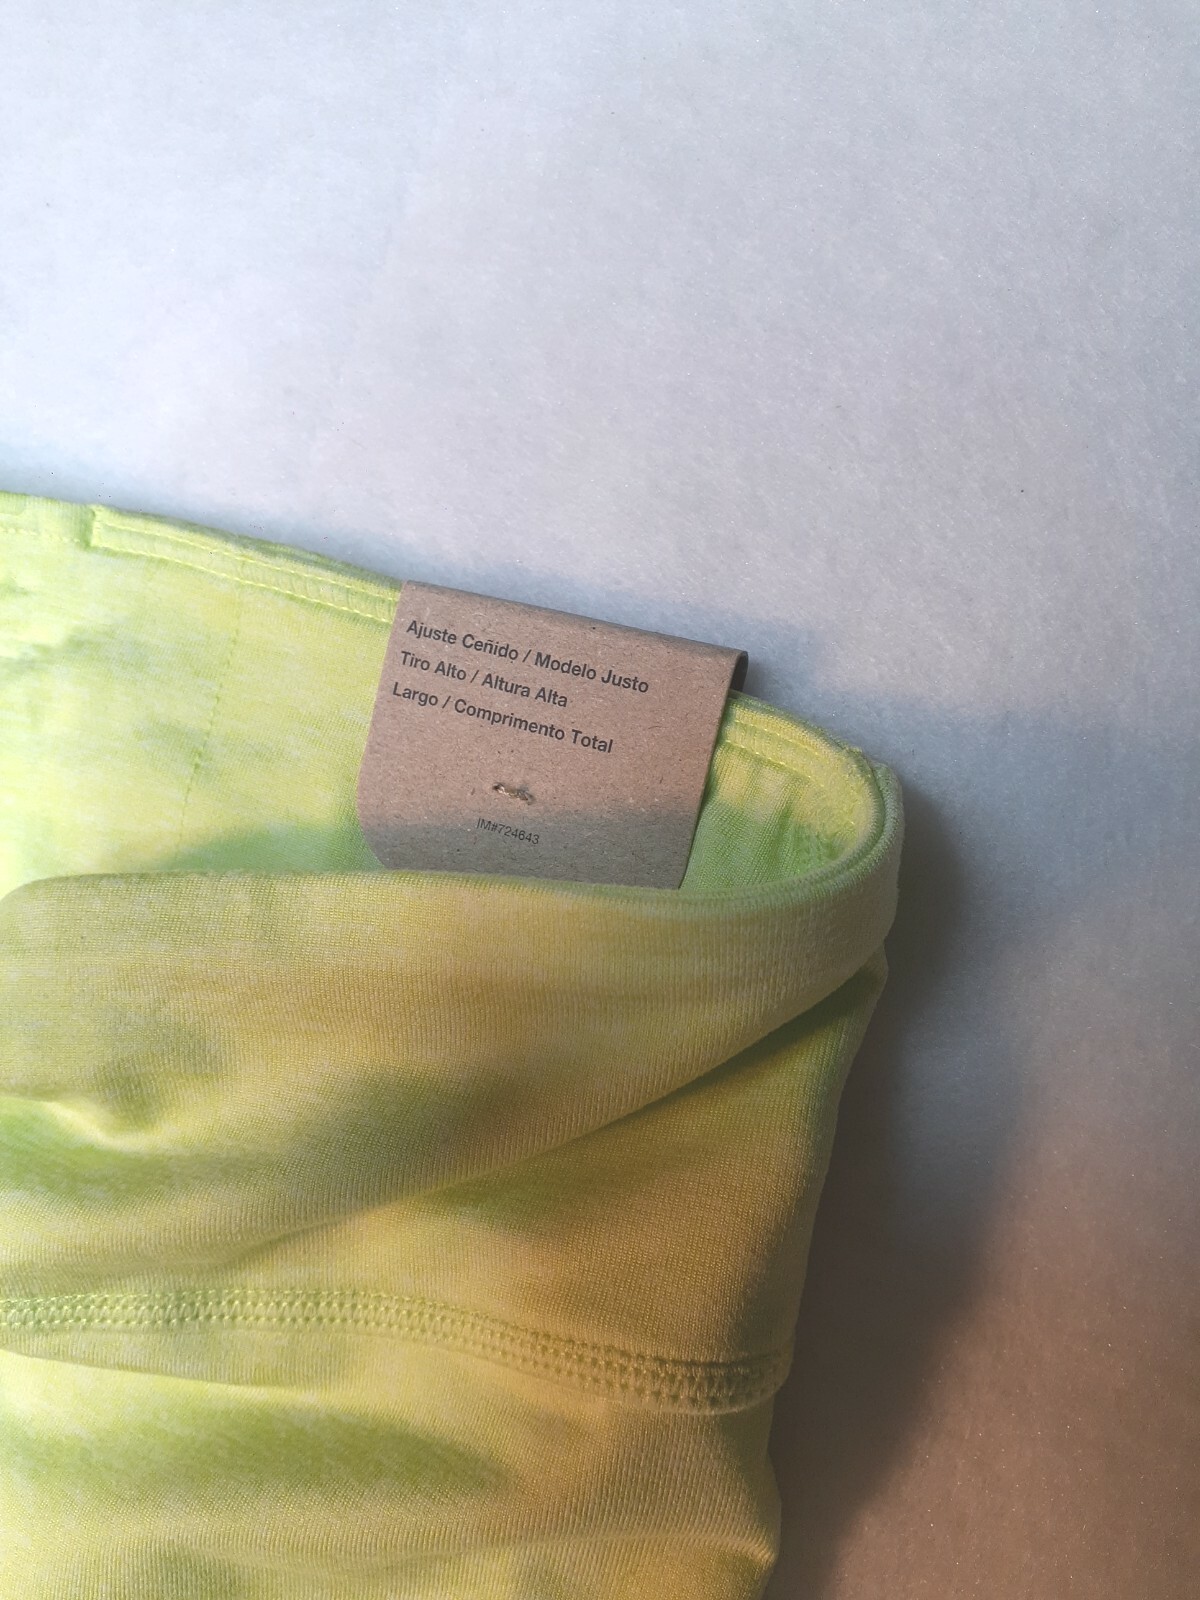 Ajuste Ceñido / Modelo Justo
Tiro Alto / Altura Alta
Largo / Comprimento Total
IM#724643